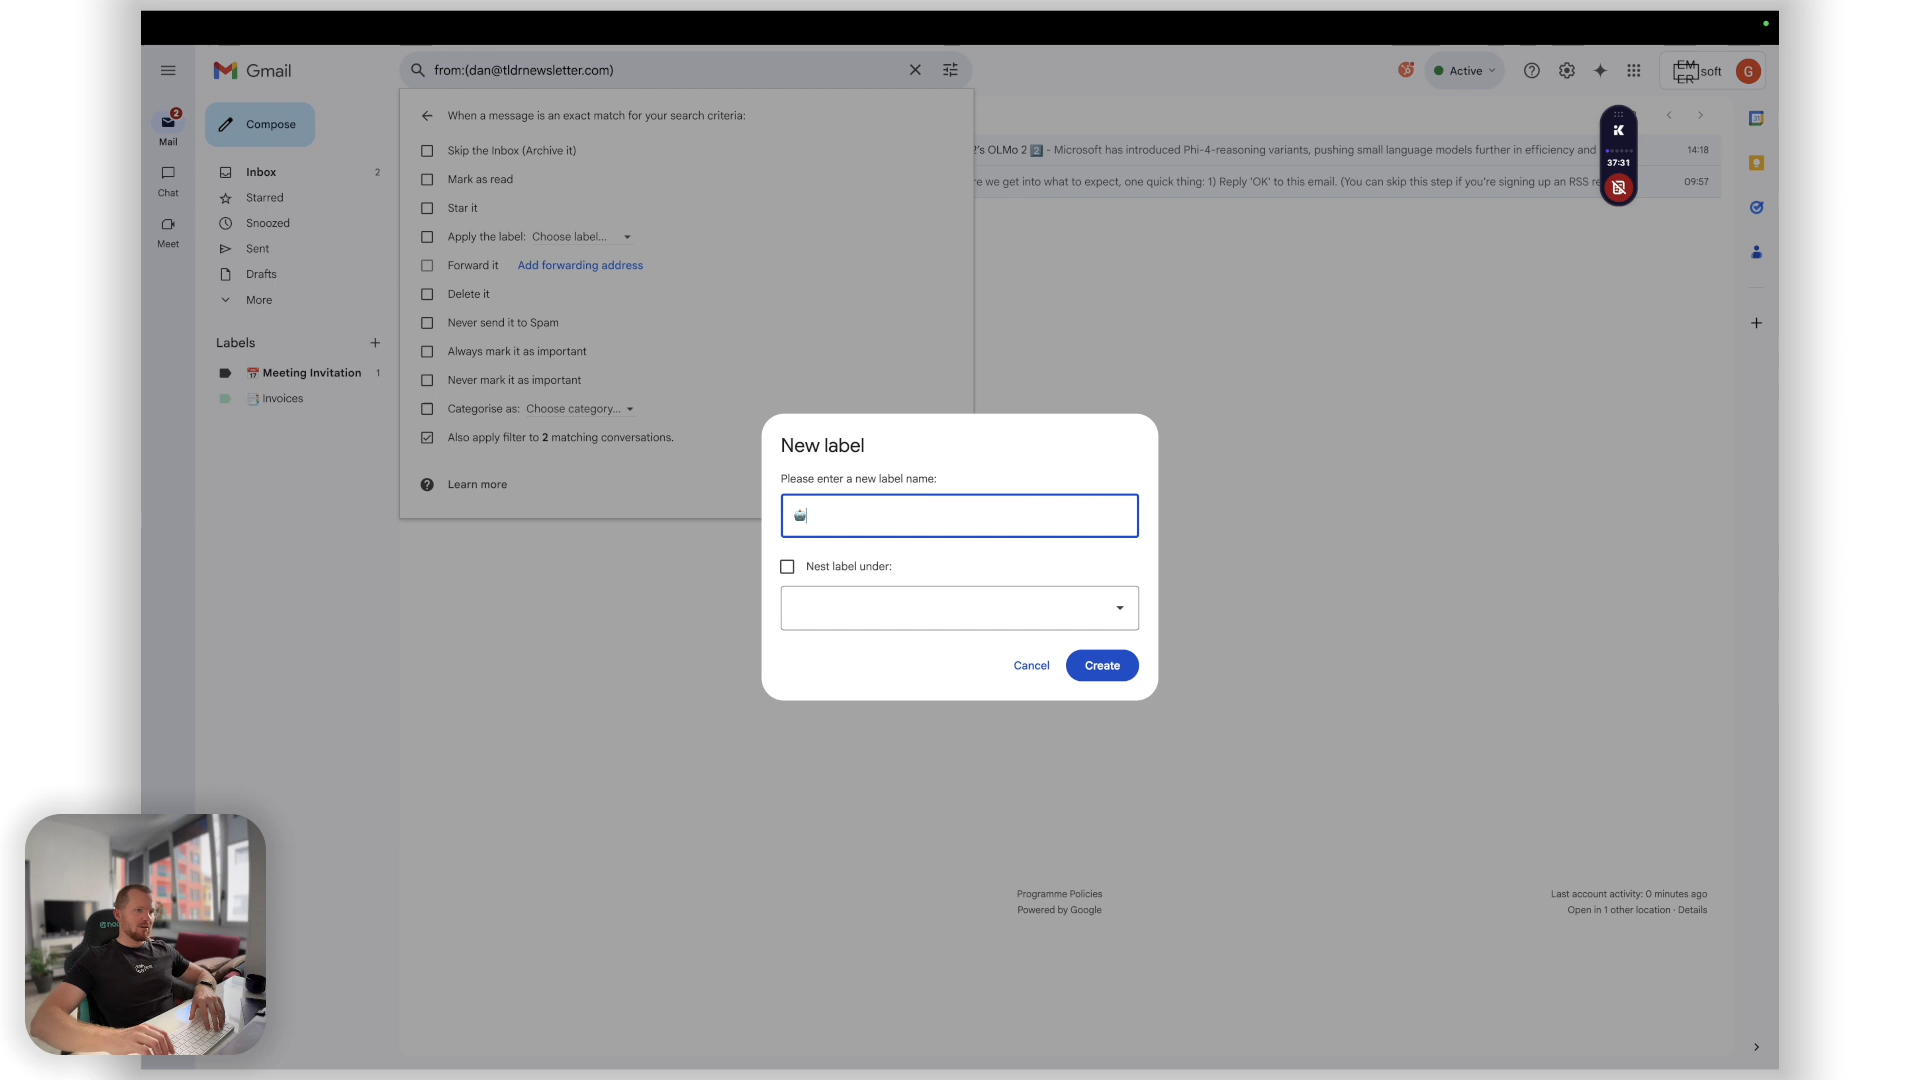 Gmail
from:(dan@tldrnewsletter.com)
Active
EM
ER
soft
G
2
Mail
Chat
Meet
Compose
Inbox 2
Starred
Snoozed
Sent
Drafts
More
Labels
Meeting Invitation 1
Invoices
When a message is an exact match for your search criteria:
Skip the Inbox (Archive it)
Mark as read
Star it
Apply the label: Choose label...
Forward it Add forwarding address
Delete it
Never send it to Spam
Always mark it as important
Never mark it as important
Categorise as: Choose category...
Also apply filter to 2 matching conversations.
Learn more
's OLMo 2 2 - Microsoft has introduced Phi-4-reasoning variants, pushing small language models further in efficiency and 14:18
we get into what to expect, one quick thing: 1) Reply 'OK' to this email. (You can skip this step if you're signing up an RSS 09:57
37:31
New label
Please enter a new label name:
Nest label under:
Cancel
Create
Programme Policies
Powered by Google
Last account activity: 0 minutes ago
Open in 1 other location · Details